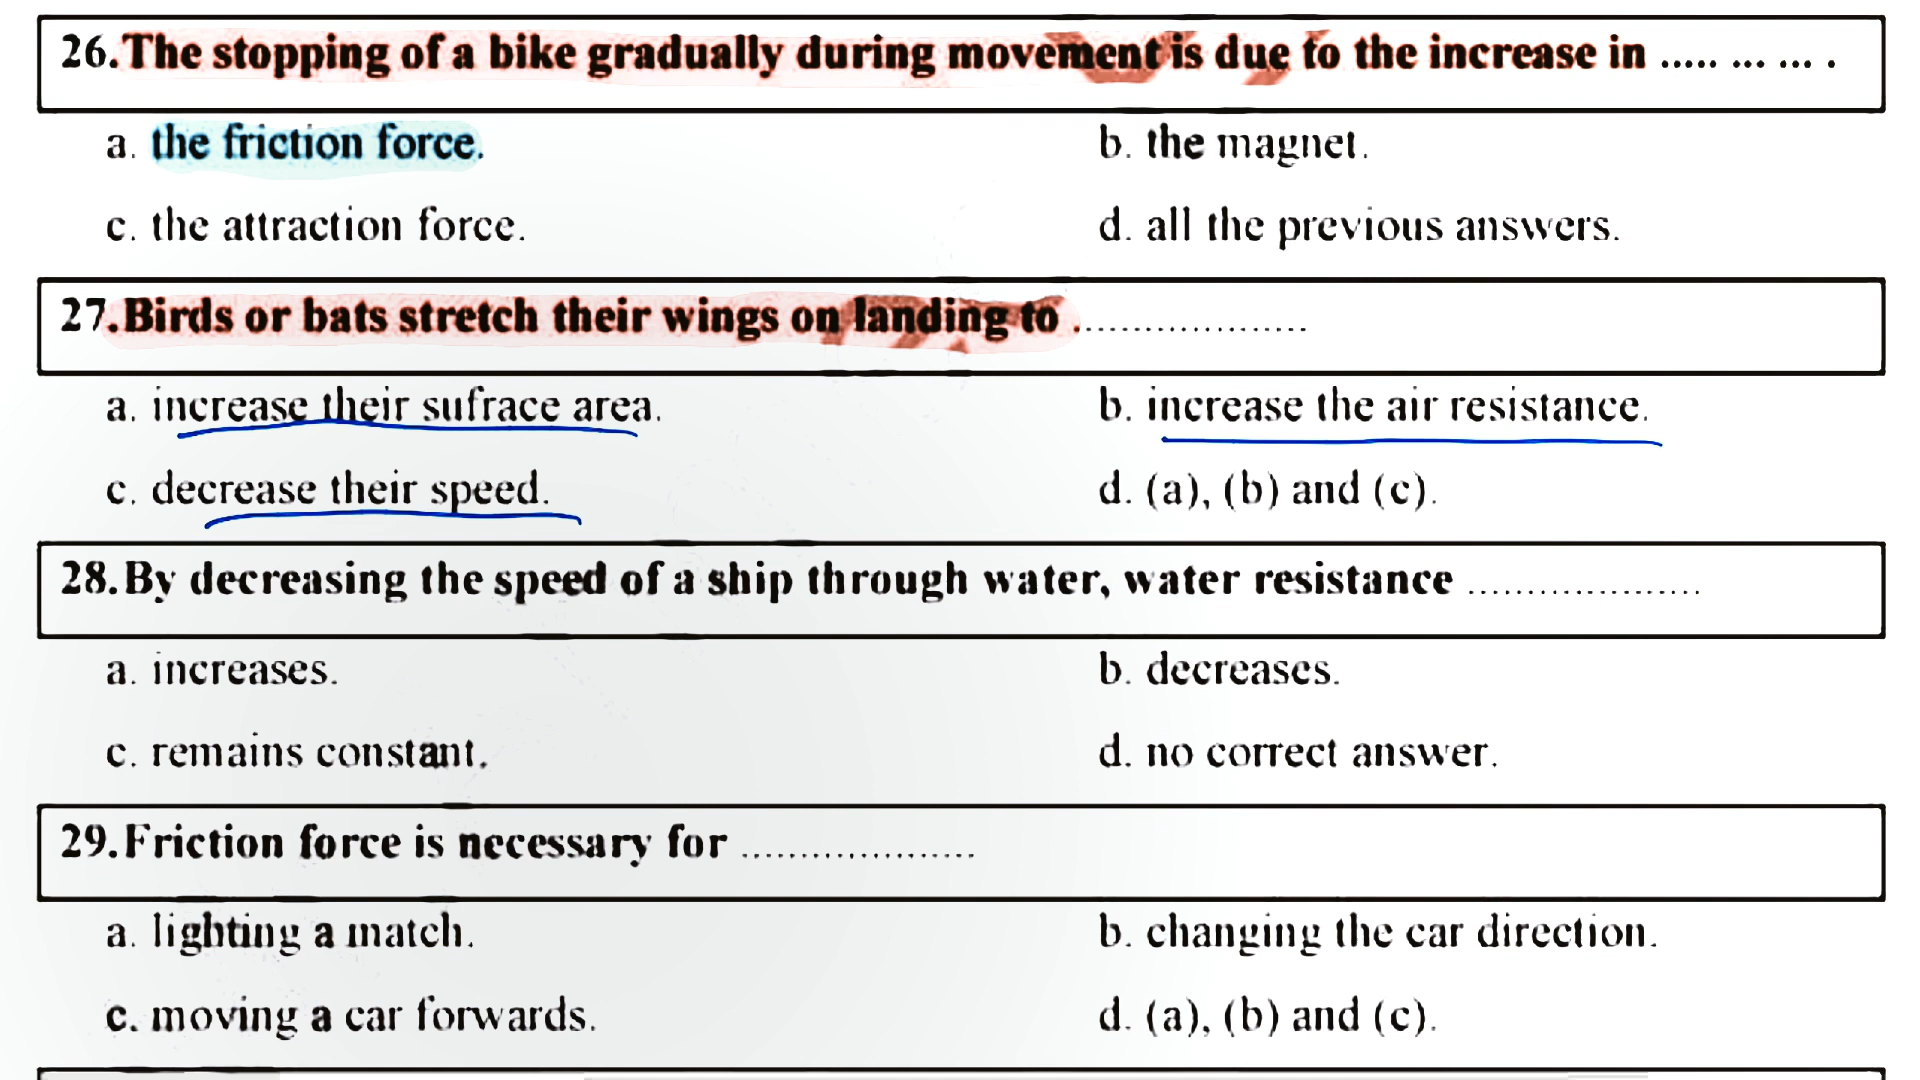 26.The stopping of a bike gradually during movement is due to the increase in ..... ... ... .
a. the friction force.
b. the magnet.
c. the attraction force.
d. all the previous answers.
27.Birds or bats stretch their wings on landing to ....................
a. increase their sufrace area.
b. increase the air resistance.
c. decrease their speed.
d. (a), (b) and (c).
28.By decreasing the speed of a ship through water, water resistance ....................
a. increases.
b. decreases.
c. remains constant.
d. no correct answer.
29.Friction force is necessary for ....................
a. lighting a match.
b. changing the car direction.
c. moving a car forwards.
d. (a), (b) and (c).